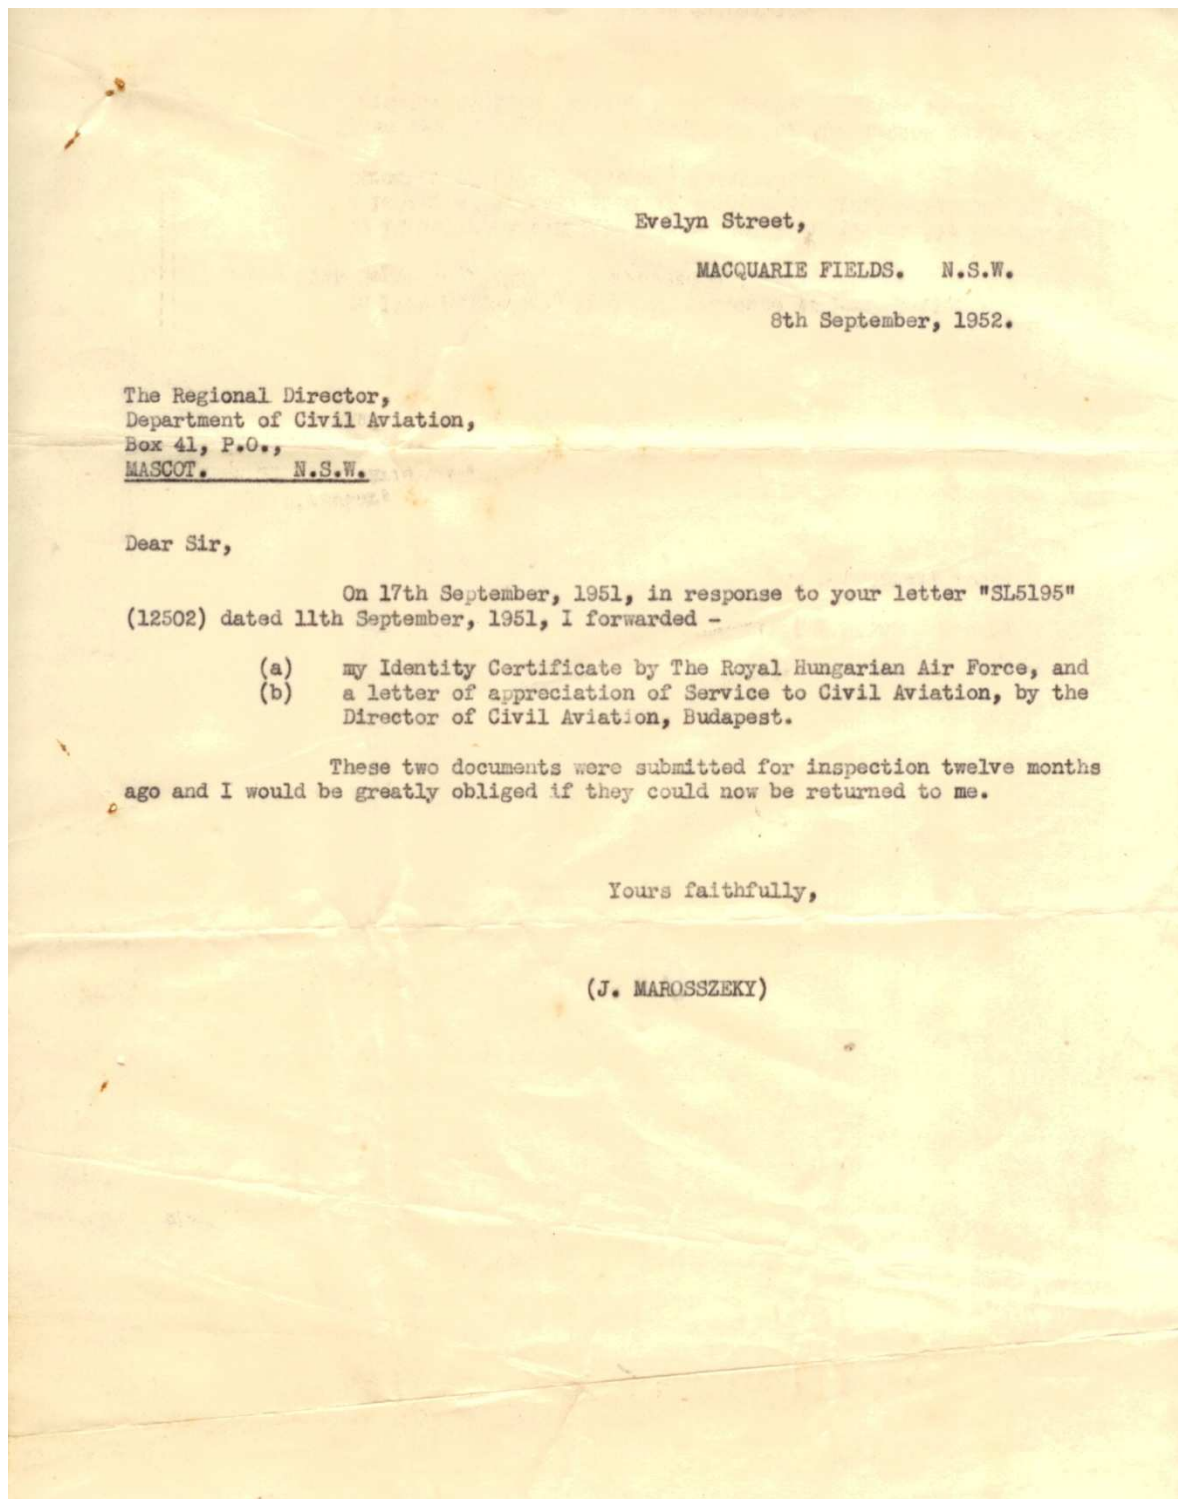 Evelyn Street,
MACQUARIE FIELDS. N.S.W.
8th September, 1952.
The Regional Director,
Department of Civil Aviation,
Box 41, P.O.,
MASCOT. N.S.W.
Dear Sir,
On 17th September, 1951, in response to your letter "SL5195"
(12502) dated 11th September, 1951, I forwarded -
(a) my Identity Certificate by The Royal Hungarian Air Force, and
(b) a letter of appreciation of Service to Civil Aviation, by the
Director of Civil Aviation, Budapest.
These two documents were submitted for inspection twelve months
ago and I would be greatly obliged if they could now be returned to me.
Yours faithfully,
(J. MAROSSZEKY)